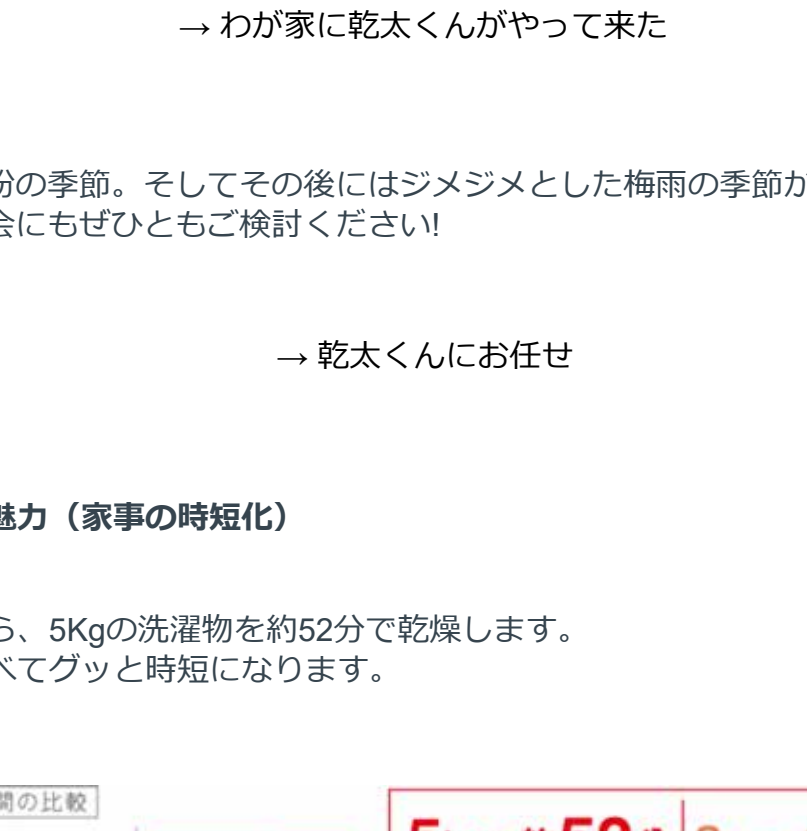 → わが家に乾太くんがやって来た
の季節。そしてその後にはジメジメとした梅雨の季節が
にもぜひともご検討ください!
→ 乾太くんにお任せ
魅力（家事の時短化）
、5Kgの洗濯物を約52分で乾燥します。
べてグッと時短になります。
間の比較